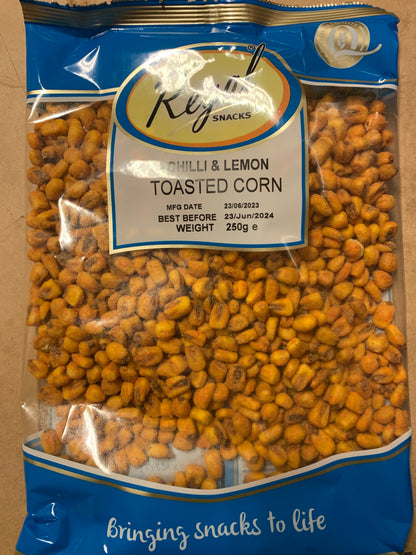 Regal
SNACKS
CHILLI & LEMON
TOASTED CORN
MFG DATE 23/06/2023
BEST BEFORE 23/Jun/2024
WEIGHT 250g e
Bringing snacks to life